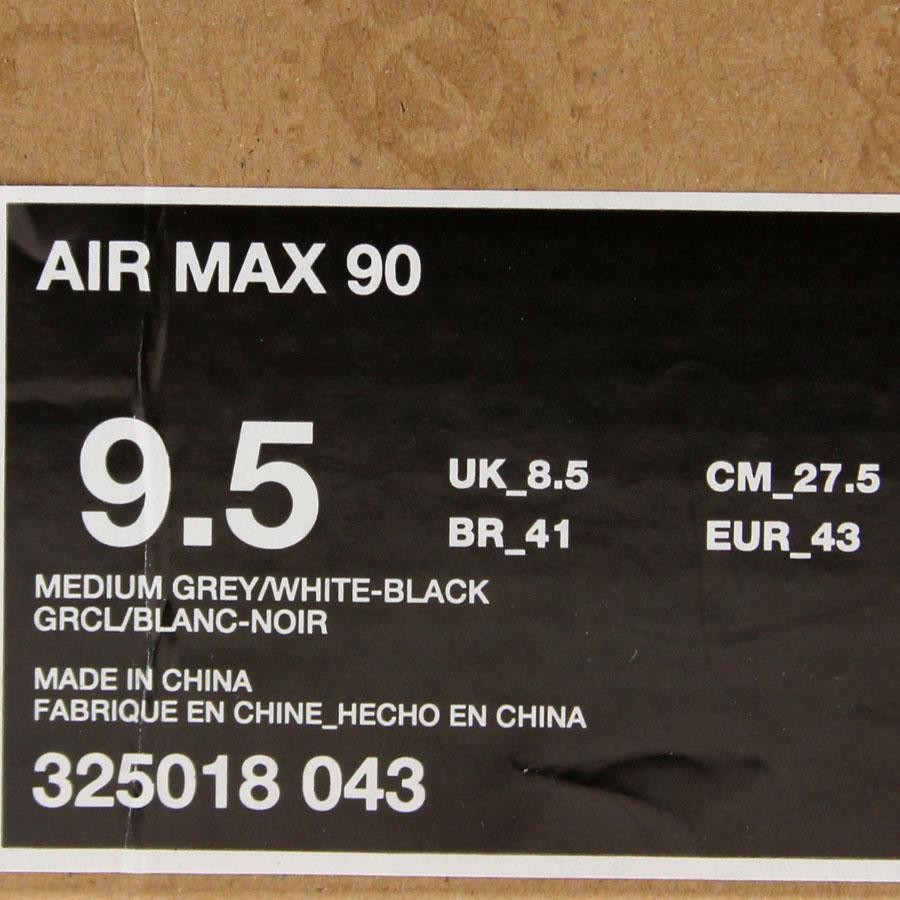 AIR MAX 90
9.5
UK_8.5 CM_27.5
BR_41 EUR_43
MEDIUM GREY/WHITE-BLACK
GRCL/BLANC-NOIR
MADE IN CHINA
FABRIQUE EN CHINE_HECHO EN CHINA
325018 043